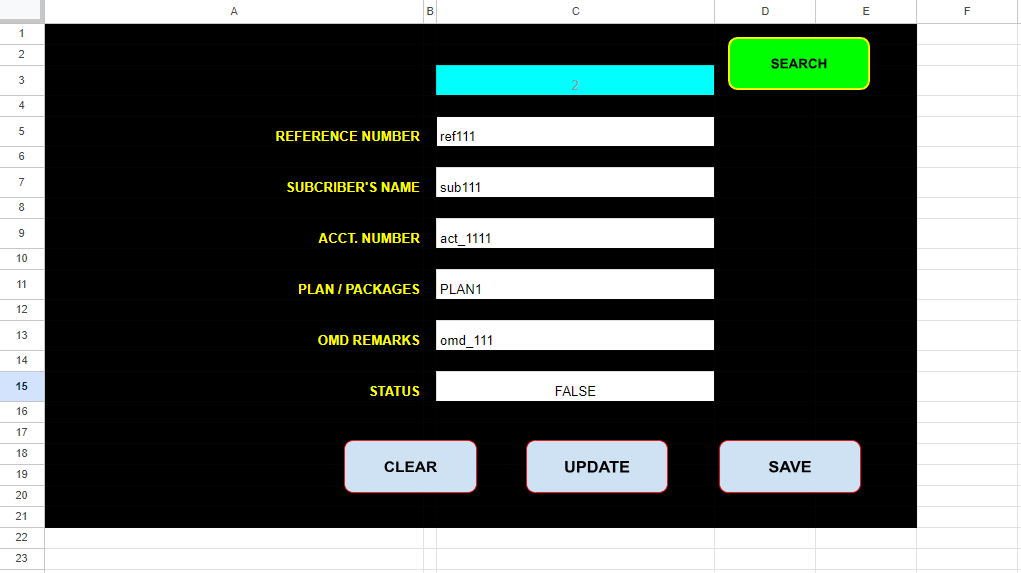 A B C D E F
1
2
SEARCH
3 2
4
5 REFERENCE NUMBER ref111
6
7 SUBCRIBER'S NAME sub111
8
9 ACCT. NUMBER act_1111
10
11 PLAN / PACKAGES PLAN1
12
13 OMD REMARKS omd_111
14
15 STATUS FALSE
16
17
18
CLEAR UPDATE SAVE
19
20
21
22
23